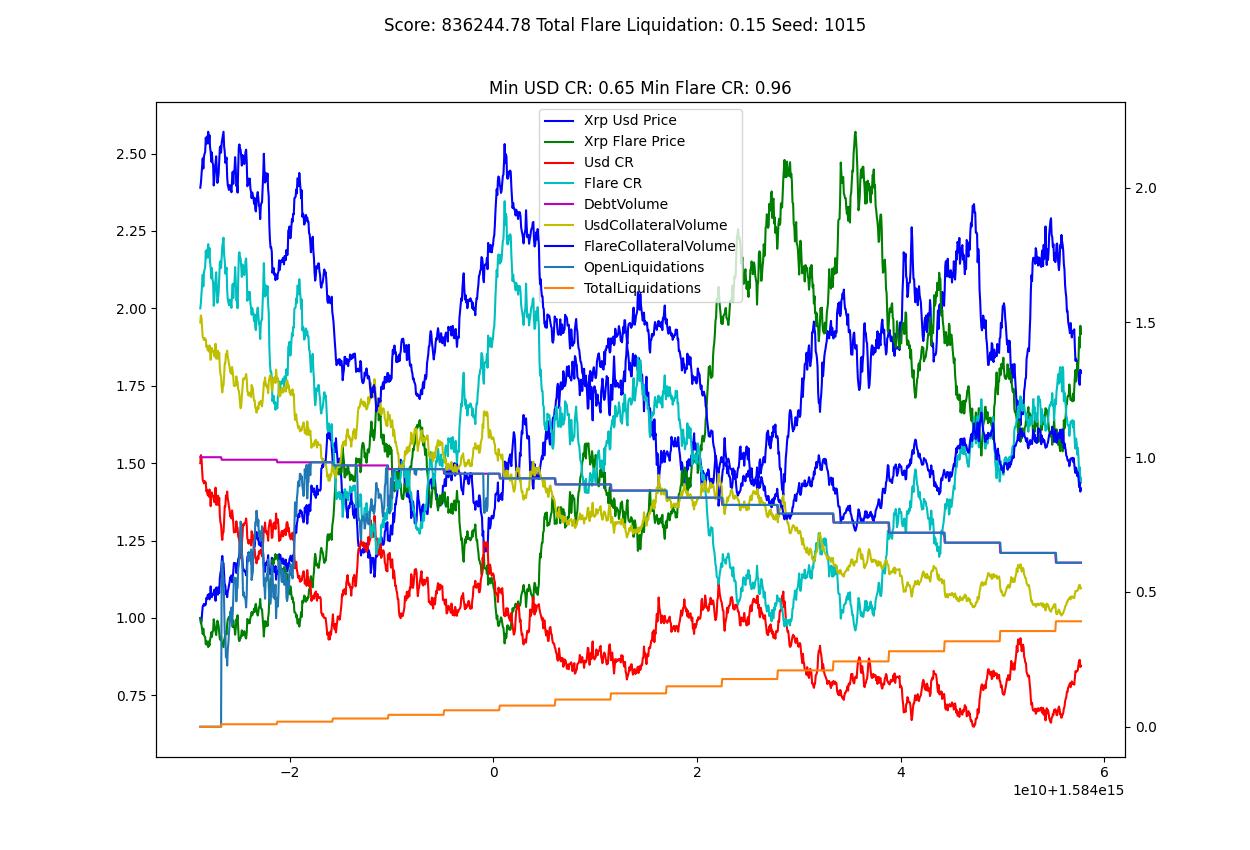 Score: 836244.78 Total Flare Liquidation: 0.15 Seed: 1015
Min USD CR: 0.65 Min Flare CR: 0.96
Xrp Usd Price
Xrp Flare Price
Usd CR
Flare CR
DebtVolume
UsdCollateralVolume
FlareCollateralVolume
OpenLiquidations
TotalLiquidations
2.50
2.25
2.00
1.75
1.50
1.25
1.00
0.75
2.0
1.5
1.0
0.5
0.0
−2 0 2 4 6
1e10+1.584e15